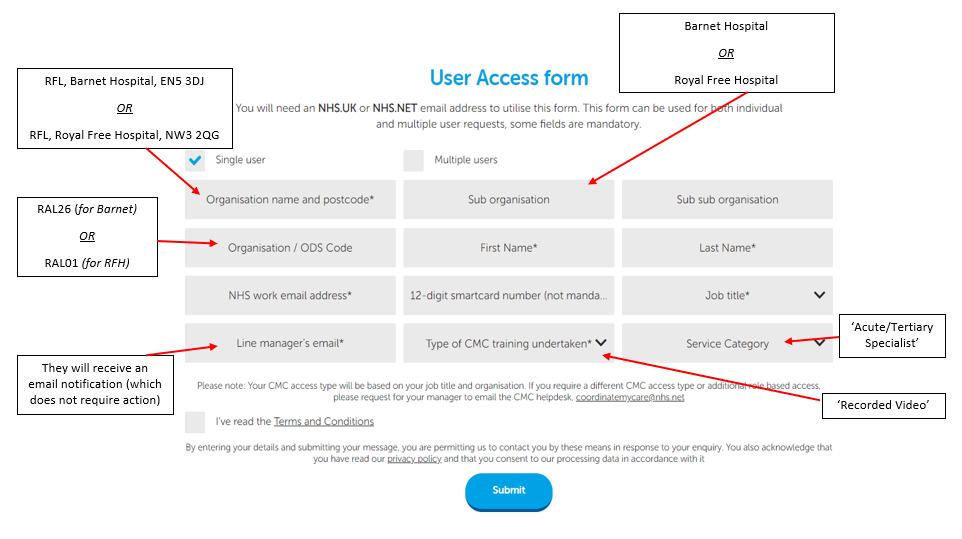 Barnet Hospital
OR
Royal Free Hospital
User Access form
RFL, Barnet Hospital, EN5 3DJ
OR
RFL, Royal Free Hospital, NW3 2QG
You will need an NHS.UK or NHS.NET email address to utilise this form. This form can be used for both individual
and multiple user requests, some fields are mandatory.
Single user
Multiple users
Organisation name and postcode*
Sub organisation
Sub sub organisation
RAL26 (for Barnet)
OR
RAL01 (for RFH)
Organisation / ODS Code
First Name*
Last Name*
NHS work email address*
12-digit smartcard number (not manda...
Job title*
Line manager's email*
Type of CMC training undertaken*
Service Category
‘Acute/Tertiary
Specialist’
They will receive an
email notification (which
does not require action)
Please note: Your CMC access type will be based on your job title and organisation. If you require a different CMC access type or additional role based access,
please request for your manager to email the CMC helpdesk, coordinatemycare@nhs.net
‘Recorded Video’
I've read the Terms and Conditions
By entering your details and submitting your message, you are permitting us to contact you by these means in response to your enquiry. You also acknowledge that
you have read our privacy policy and that you consent to our processing data in accordance with it
Submit